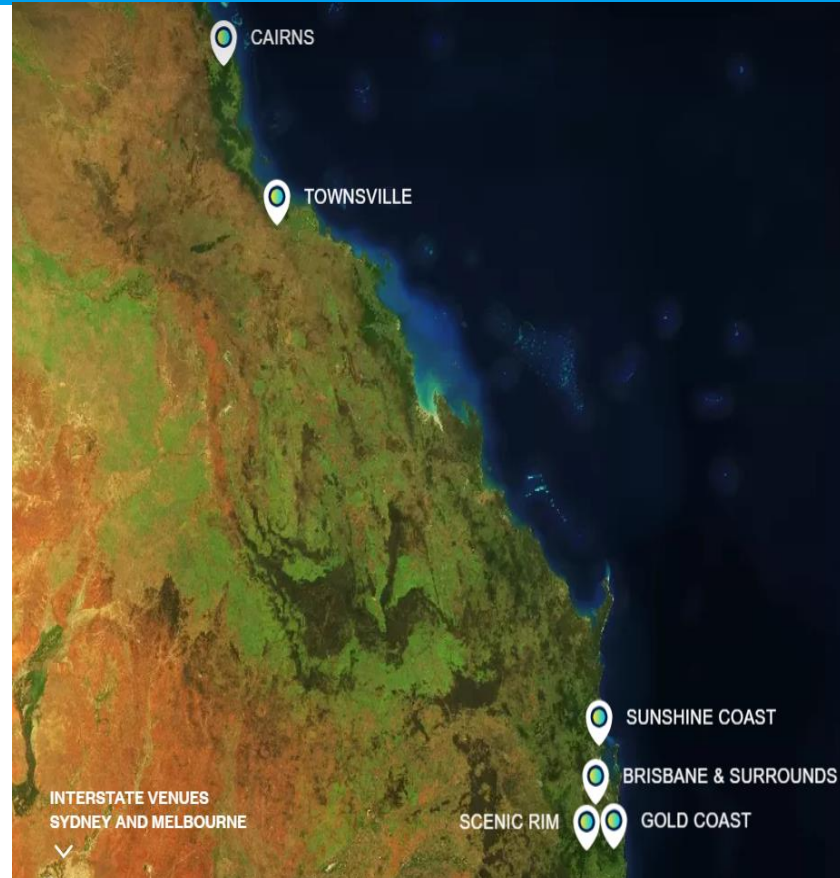 CAIRNS
TOWNSVILLE
SUNSHINE COAST
BRISBANE & SURROUNDS
INTERSTATE VENUES
SYDNEY AND MELBOURNE
SCENIC RIM
GOLD COAST